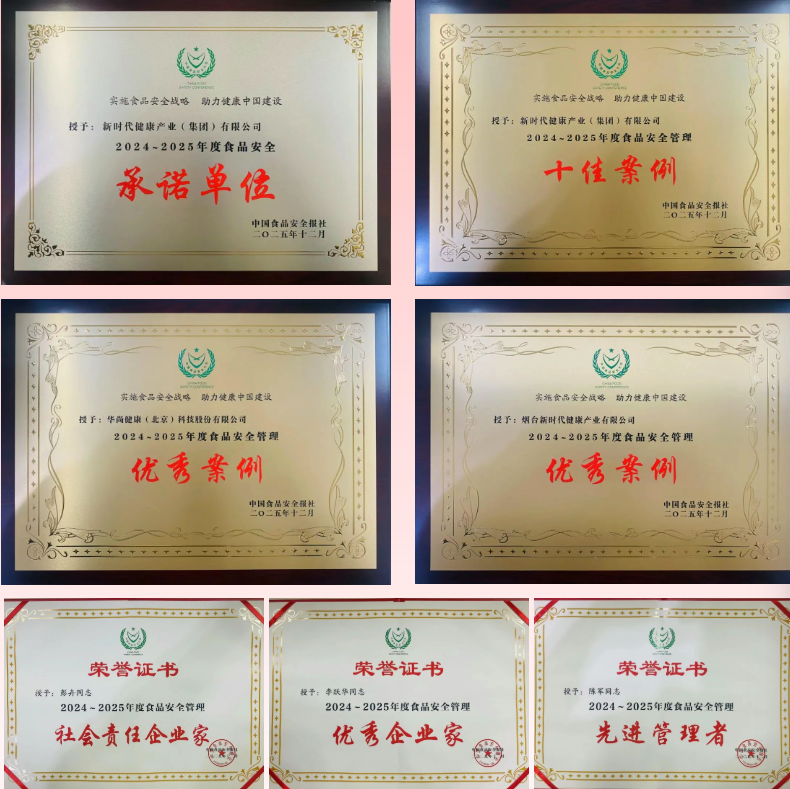 CHINA FOOD
SAFETY CONFERENCE
实施食品安全战略 助力健康中国建设
授予：新时代健康产业（集团）有限公司
2024~2025年度食品安全
承诺单位
中国食品安全报社
二〇二五年十二月
CHINA FOOD
SAFETY CONFERENCE
实施食品安全战略 助力健康中国建设
授予：新时代健康产业（集团）有限公司
2024~2025年度食品安全管理
十佳案例
中国食品安全报社
二〇二五年十二月
CHINA FOOD
SAFETY CONFERENCE
实施食品安全战略 助力健康中国建设
授予：华尚健康（北京）科技股份有限公司
2024~2025年度食品安全管理
优秀案例
中国食品安全报社
二〇二五年十二月
CHINA FOOD
SAFETY CONFERENCE
实施食品安全战略 助力健康中国建设
授予：烟台新时代健康产业有限公司
2024~2025年度食品安全管理
优秀案例
中国食品安全报社
二〇二五年十二月
荣誉证书
授予：彭卉同志
2024~2025年度食品安全管理
社会责任企业家
荣誉证书
授予：李跃华同志
2024~2025年度食品安全管理
优秀企业家
荣誉证书
授予：陈军同志
2024~2025年度食品安全管理
先进管理者